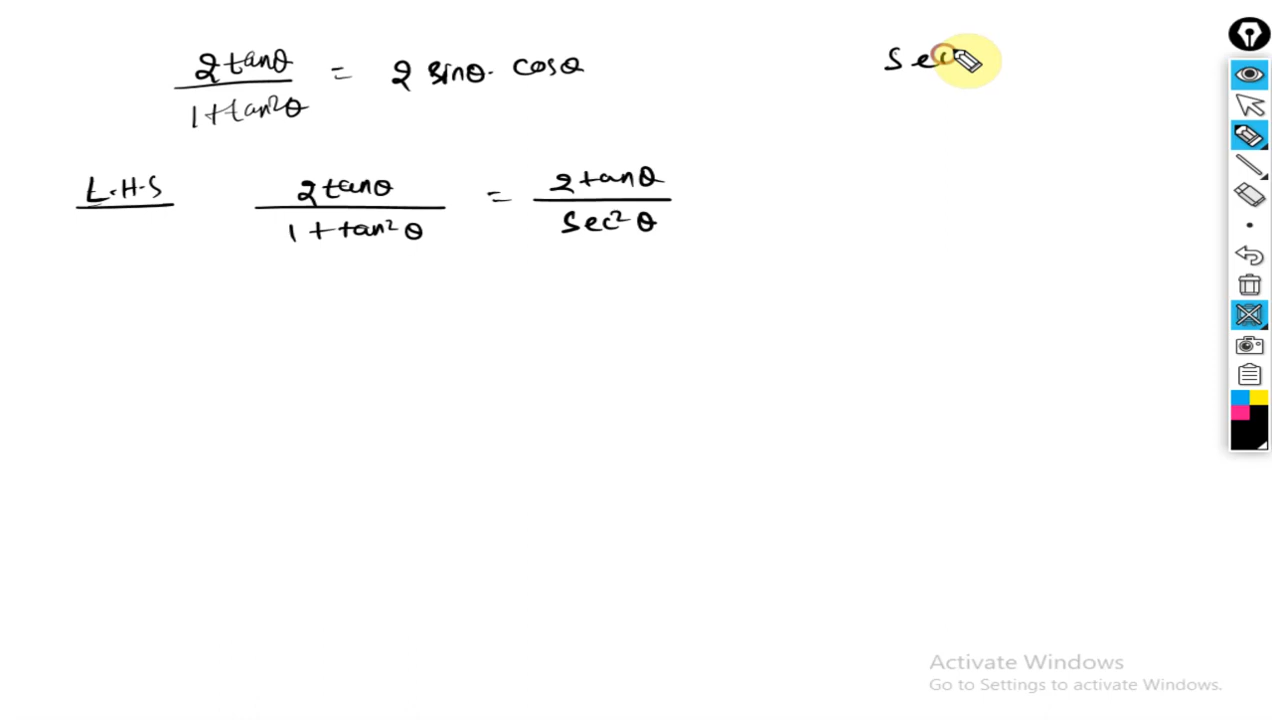 2tanθ / 1+tan²θ = 2 sinθ. cosθ
sec
L.H.S 2tanθ / 1+tan²θ = 2tanθ / Sec²θ
Activate Windows
Go to Settings to activate Windows.